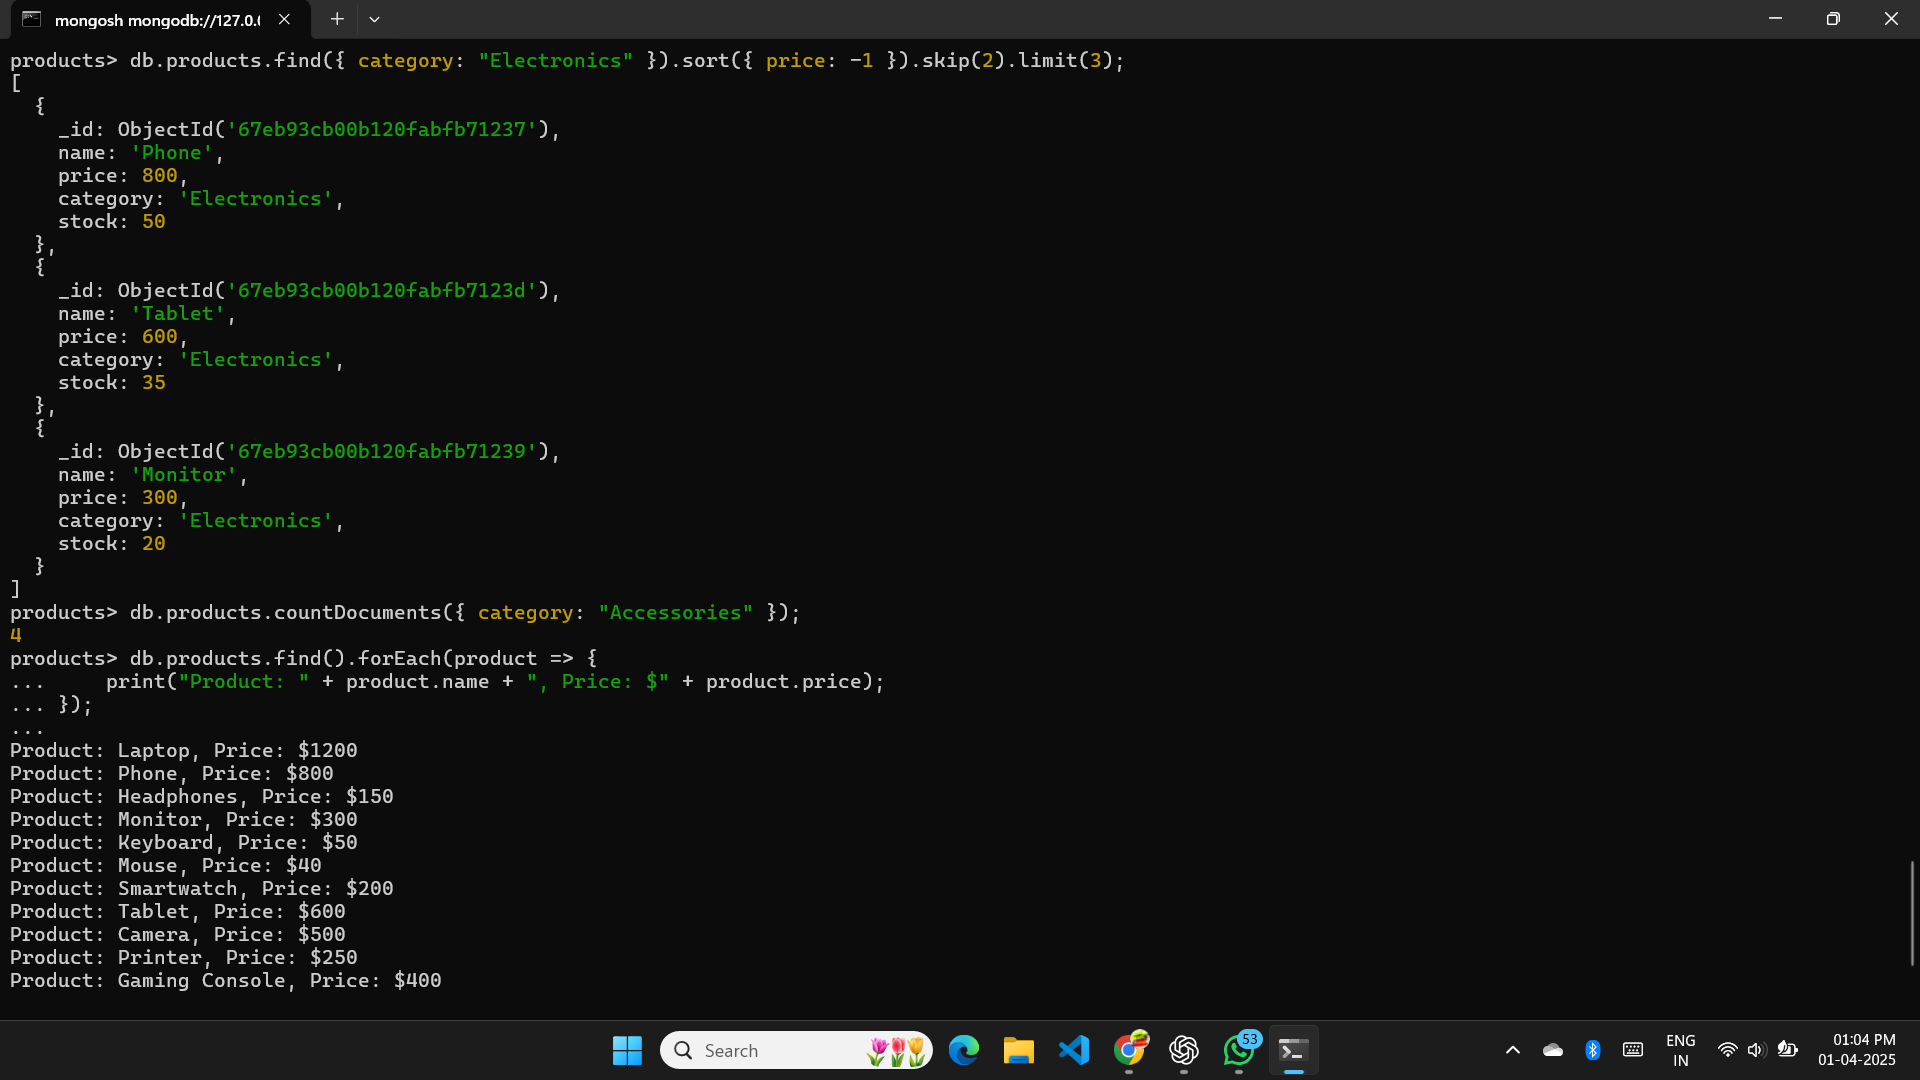 mongosh mongodb://127.0.0
products> db.products.find({ category: "Electronics" }).sort({ price: -1 }).skip(2).limit(3);
[
  {
    _id: ObjectId('67eb93cb00b120fabfb71237'),
    name: 'Phone',
    price: 800,
    category: 'Electronics',
    stock: 50
  },
  {
    _id: ObjectId('67eb93cb00b120fabfb7123d'),
    name: 'Tablet',
    price: 600,
    category: 'Electronics',
    stock: 35
  },
  {
    _id: ObjectId('67eb93cb00b120fabfb71239'),
    name: 'Monitor',
    price: 300,
    category: 'Electronics',
    stock: 20
  }
]
products> db.products.countDocuments({ category: "Accessories" });
4
products> db.products.find().forEach(product => {
...     print("Product: " + product.name + ", Price: $" + product.price);
... });
...
Product: Laptop, Price: $1200
Product: Phone, Price: $800
Product: Headphones, Price: $150
Product: Monitor, Price: $300
Product: Keyboard, Price: $50
Product: Mouse, Price: $40
Product: Smartwatch, Price: $200
Product: Tablet, Price: $600
Product: Camera, Price: $500
Product: Printer, Price: $250
Product: Gaming Console, Price: $400
Search
53
ENG
IN
01:04 PM
01-04-2025